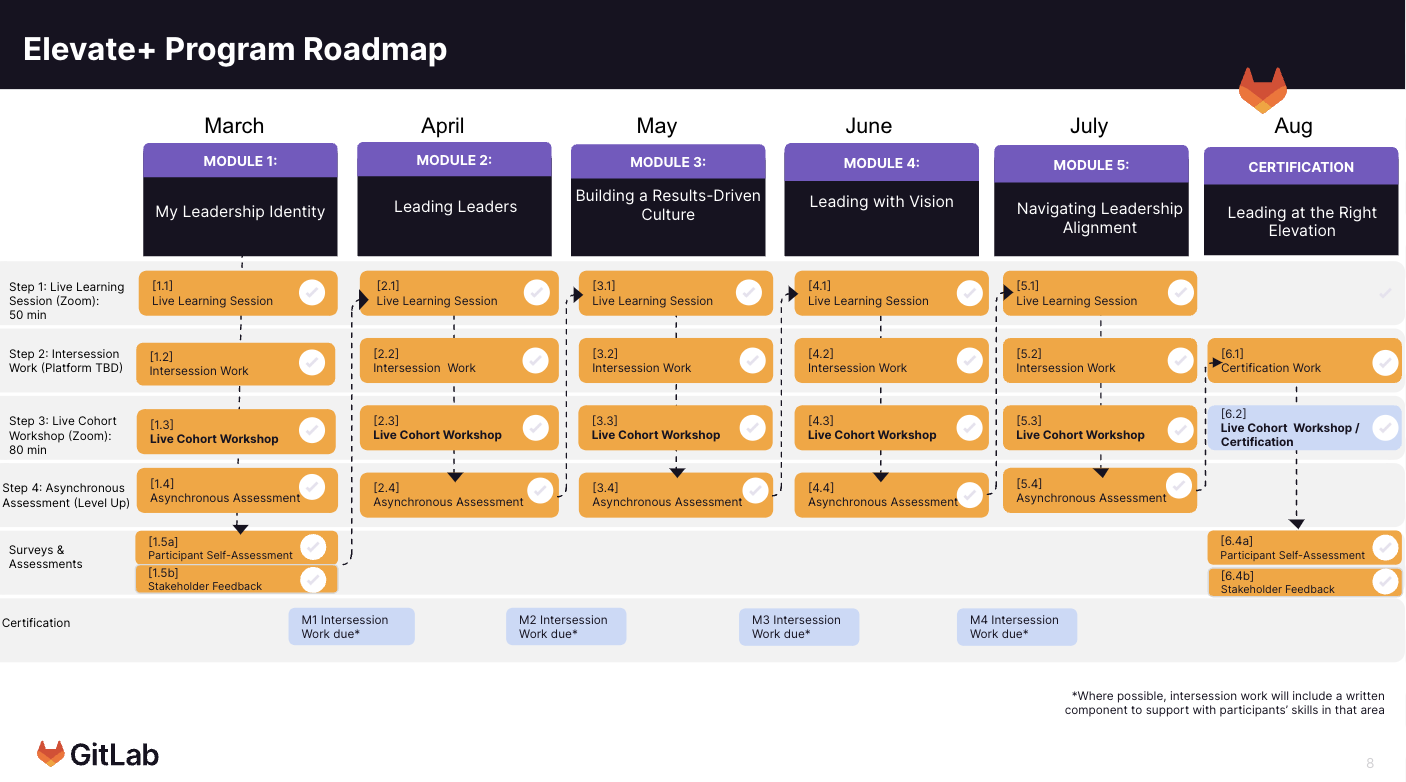 Elevate+ Program Roadmap
March
April
May
June
July
Aug
MODULE 1:
MODULE 2:
MODULE 3:
MODULE 4:
MODULE 5:
CERTIFICATION
My Leadership Identity
Leading Leaders
Building a Results-Driven
Culture
Leading with Vision
Navigating Leadership
Alignment
Leading at the Right
Elevation
Step 1: Live Learning
Session (Zoom):
50 min
[1.1]
Live Learning Session
[2.1]
Live Learning Session
[3.1]
Live Learning Session
[4.1]
Live Learning Session
[5.1]
Live Learning Session
Step 2: Intersession
Work (Platform TBD)
[1.2]
Intersession Work
[2.2]
Intersession  Work
[3.2]
Intersession Work
[4.2]
Intersession Work
[5.2]
Intersession Work
[6.1]
Certification Work
Step 3: Live Cohort
Workshop (Zoom):
80 min
[1.3]
Live Cohort Workshop
[2.3]
Live Cohort Workshop
[3.3]
Live Cohort Workshop
[4.3]
Live Cohort Workshop
[5.3]
Live Cohort Workshop
[6.2]
Live Cohort  Workshop /
Certification
Step 4: Asynchronous
Assessment (Level Up)
[1.4]
Asynchronous Assessment
[2.4]
Asynchronous Assessment
[3.4]
Asynchronous Assessment
[4.4]
Asynchronous Assessment
[5.4]
Asynchronous Assessment
Surveys &
Assessments
[1.5a]
Participant Self-Assessment
[1.5b]
Stakeholder Feedback
[6.4a]
Participant Self-Assessment
[6.4b]
Stakeholder Feedback
Certification
M1 Intersession
Work due*
M2 Intersession
Work due*
M3 Intersession
Work due*
M4 Intersession
Work due*
*Where possible, intersession work will include a written
component to support with participants’ skills in that area
GitLab
8